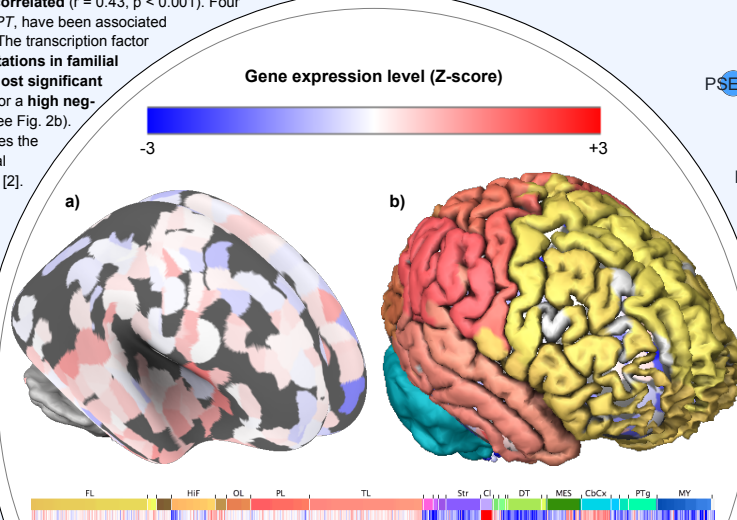 orrelated (r = 0.43, p < 0.001). Four
PT, have been associated
The transcription factor
tations in familial
ost significant
or a high neg-
ee Fig. 2b).
es the
al
[2].
Gene expression level (Z-score)
-3
+3
PSE
a)
b)
FL HiF OL PL TL Str Cl DT MES CbCx PTg MY